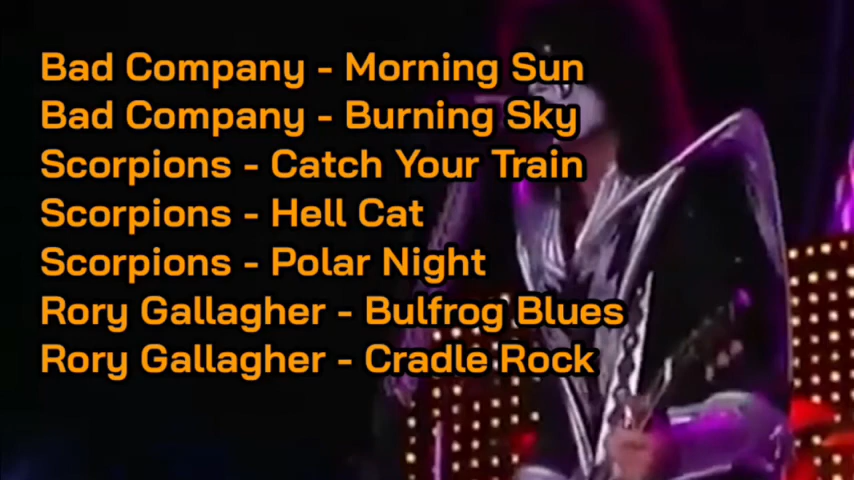 Bad Company - Morning Sun
Bad Company - Burning Sky
Scorpions - Catch Your Train
Scorpions - Hell Cat
Scorpions - Polar Night
Rory Gallagher - Bulfrog Blues
Rory Gallagher - Cradle Rock